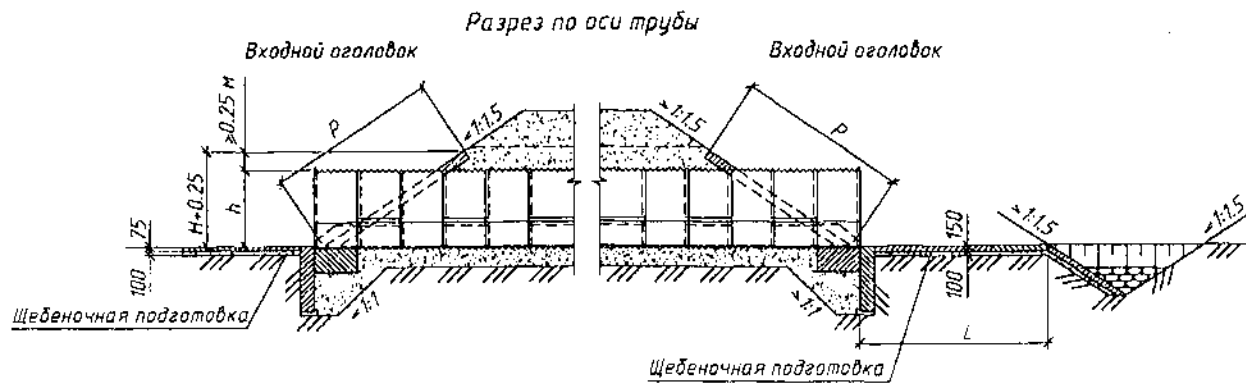 Разрез по оси трубы
Входной оголовок
Входной оголовок
≥0.25 м
H+0.25
h
P
<1:1.5
>1:1.5
P
75
100
<1:1
>1:1
150
100
>1:1.5
<1:1.5
Щебеночная подготовка
L
Щебеночная подготовка